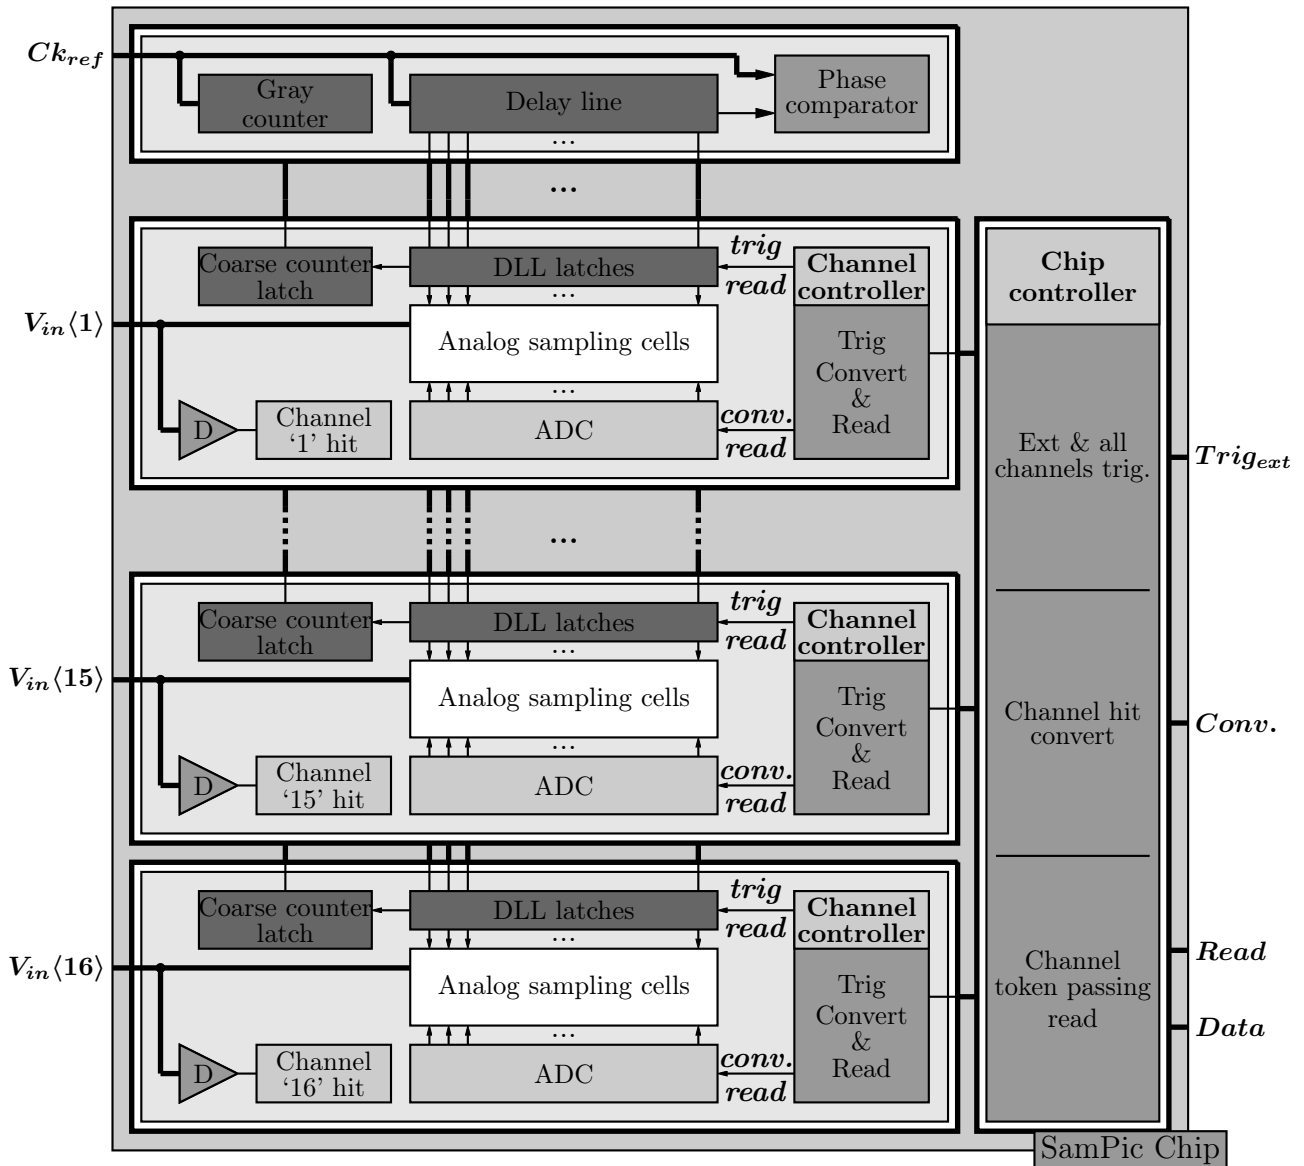 Ck_ref
Gray
counter
Delay line
Phase
comparator
...
...
Coarse counter
latch
DLL latches
trig
read
Channel
controller
...
V_in⟨1⟩
Analog sampling cells
Trig
Convert
&
Read
...
D
Channel
‘1’ hit
ADC
conv.
read
...
Coarse counter
latch
DLL latches
trig
read
Channel
controller
...
V_in⟨15⟩
Analog sampling cells
Trig
Convert
&
Read
...
D
Channel
‘15’ hit
ADC
conv.
read
Coarse counter
latch
DLL latches
trig
read
Channel
controller
...
V_in⟨16⟩
Analog sampling cells
Trig
Convert
&
Read
...
D
Channel
‘16’ hit
ADC
conv.
read
Chip
controller
Ext & all
channels trig.
Trig_ext
Channel hit
convert
Conv.
Channel
token passing
read
Read
Data
SamPic Chip